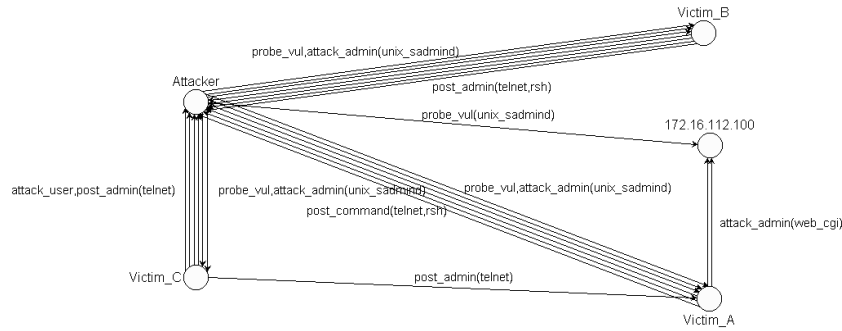 Victim_B
probe_vul,attack_admin(unix_sadmind)
Attacker
post_admin(telnet,rsh)
probe_vul(unix_sadmind)
172.16.112.100
attack_user,post_admin(telnet)
probe_vul,attack_admin(unix_sadmind)
probe_vul,attack_admin(unix_sadmind)
post_command(telnet,rsh)
attack_admin(web_cgi)
Victim_C
post_admin(telnet)
Victim_A